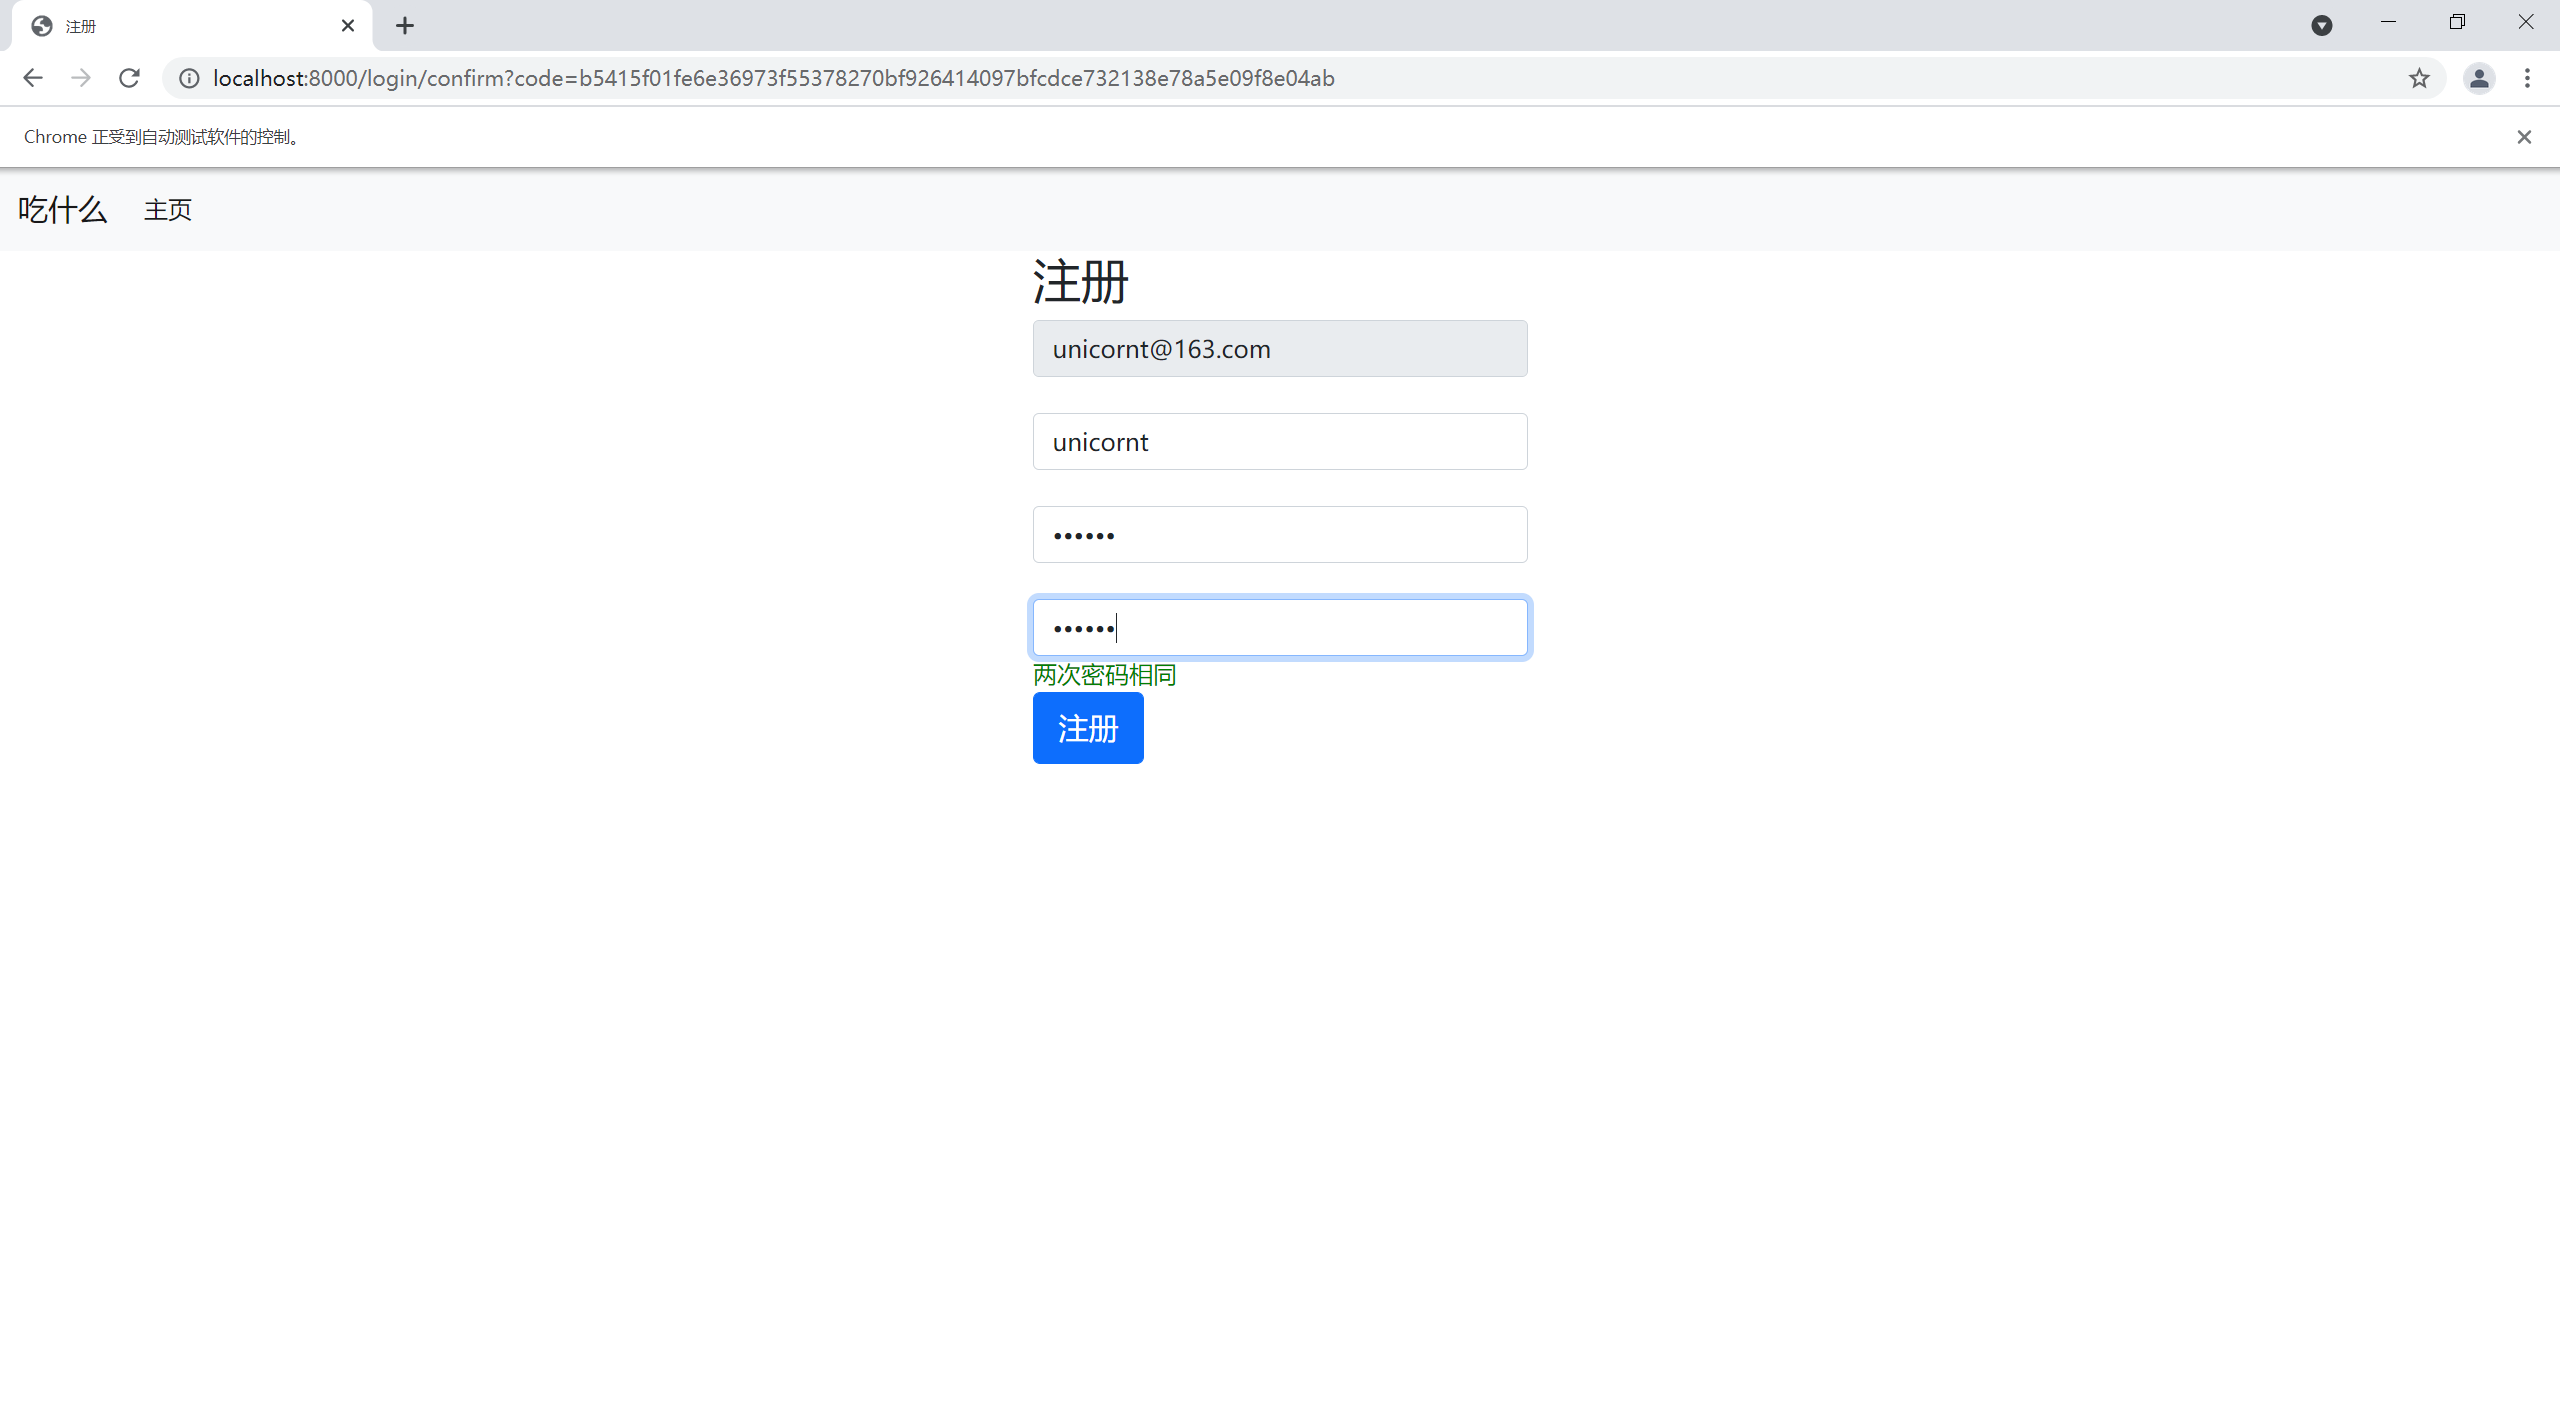 注册
localhost:8000/login/confirm?code=b5415f01fe6e36973f55378270bf926414097bfcdce732138e78a5e09f8e04ab
Chrome 正受到自动测试软件的控制。
吃什么 主页
注册
unicornt@163.com
unicornt
••••••
••••••
两次密码相同
注册